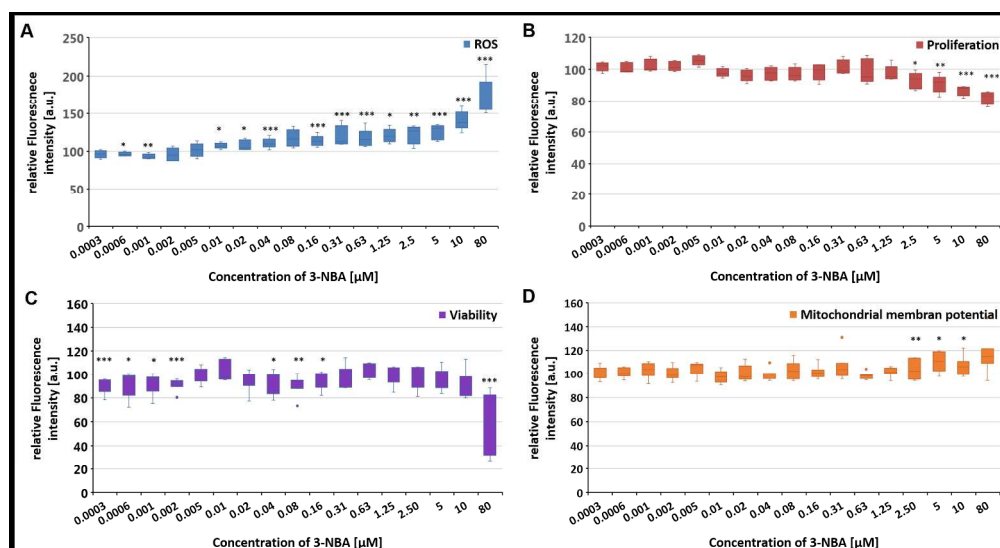 A
ROS
relative Fluorescnece
intensity [a.u.]
250
200
150
100
50
0
* ** * * *** *** *** *** * ** *** *** ***
0.0003 0.0006 0.001 0.002 0.005 0.01 0.02 0.04 0.08 0.16 0.31 0.63 1.25 2.5 5 10 80
Concentration of 3-NBA [µM]
B
Proliferation
relative Fluorescence
intensity [a.u.]
120
100
80
60
40
20
0
* ** *** ***
0.0003 0.0006 0.001 0.002 0.005 0.01 0.02 0.04 0.08 0.16 0.31 0.63 1.25 2.5 5 10 80
Concentration of 3-NBA [µM]
C
Viability
relative Fluorescence
intensity [a.u.]
160
140
120
100
80
60
40
20
0
*** * * *** * ** * ***
0.0003 0.0006 0.001 0.002 0.005 0.01 0.02 0.04 0.08 0.16 0.31 0.63 1.25 2.50 5 10 80
Concentration of 3-NBA [µM]
D
Mitochondrial membran potential
relative Fluorescence
intensity [a.u.]
160
140
120
100
80
60
40
20
0
** * *
0.0003 0.0006 0.001 0.002 0.005 0.01 0.02 0.04 0.08 0.16 0.31 0.63 1.25 2.50 5 10 80
Concentration of 3-NBA [µM]